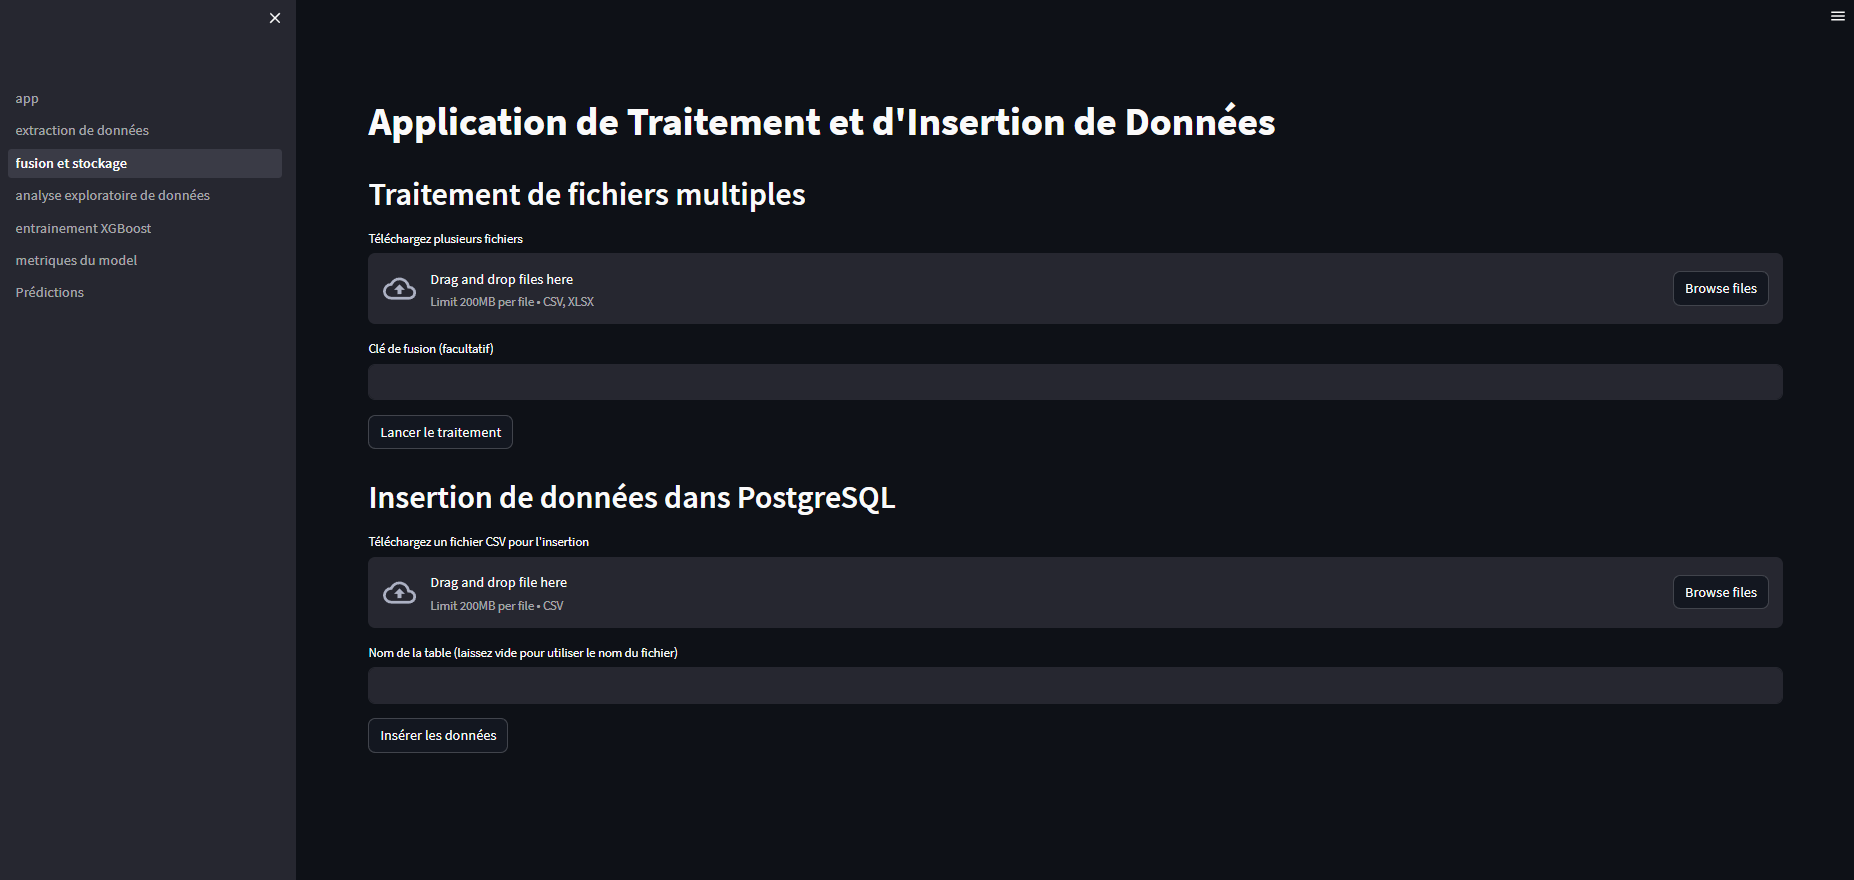 app
extraction de données
fusion et stockage
analyse exploratoire de données
entrainement XGBoost
metriques du model
Prédictions
Application de Traitement et d'Insertion de Données
Traitement de fichiers multiples
Téléchargez plusieurs fichiers
Drag and drop files here
Limit 200MB per file • CSV, XLSX
Browse files
Clé de fusion (facultatif)
Lancer le traitement
Insertion de données dans PostgreSQL
Téléchargez un fichier CSV pour l'insertion
Drag and drop file here
Limit 200MB per file • CSV
Browse files
Nom de la table (laissez vide pour utiliser le nom du fichier)
Insérer les données